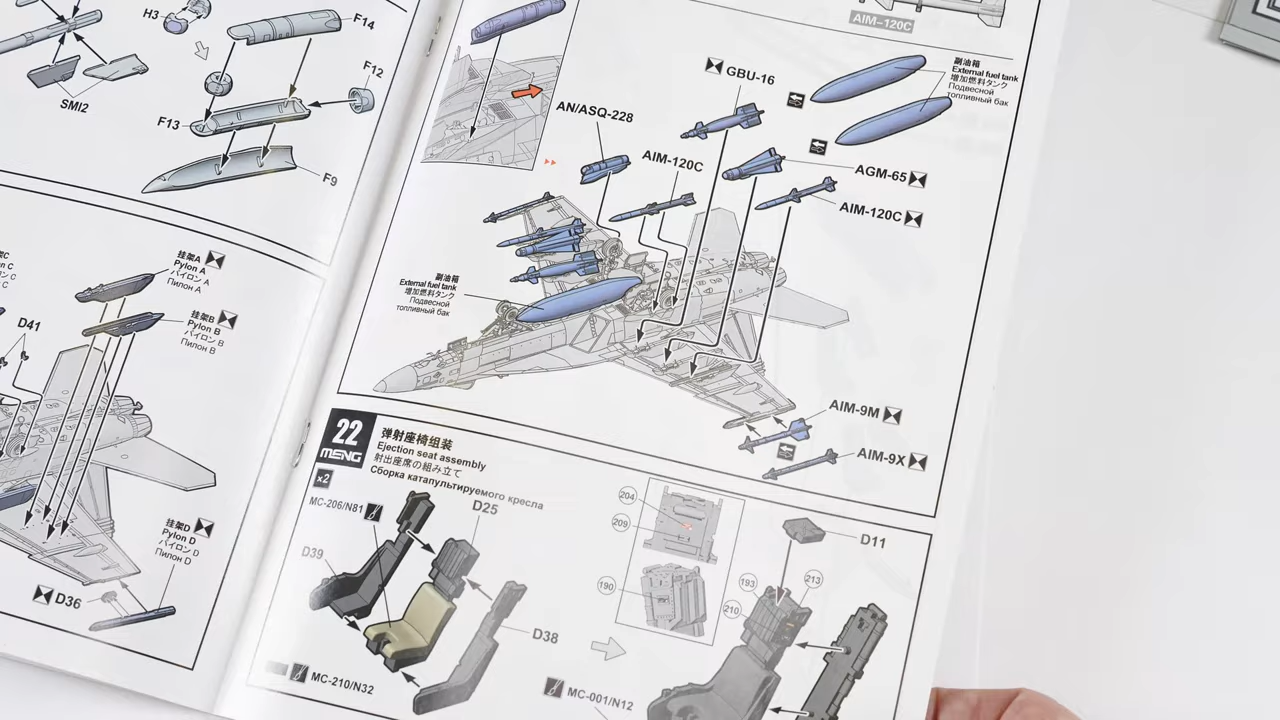 H3
F14
F12
SMI2
F13
F9
挂架A
Pylon A
パイロン A
Пилон A
挂架B
Pylon B
パイロン B
Пилон B
D41
挂架D
Pylon D
パイロン D
Пилон D
D36
AIM-120C
GBU-16
副油箱
External fuel tank
增加燃料タンク
Подвесной
топливный бак
AN/ASQ-228
AIM-120C
AGM-65
AIM-120C
副油箱
External fuel tank
增加燃料タンク
Подвесной
топливный бак
AIM-9M
AIM-9X
22
MENG
弹射座椅组装
Ejection seat assembly
射出座席の組み立て
Сборка катапультируемого кресла
x2
MC-206/N81
D25
D39
D38
MC-210/N32
204
209
190
D11
193
213
210
MC-001/N12